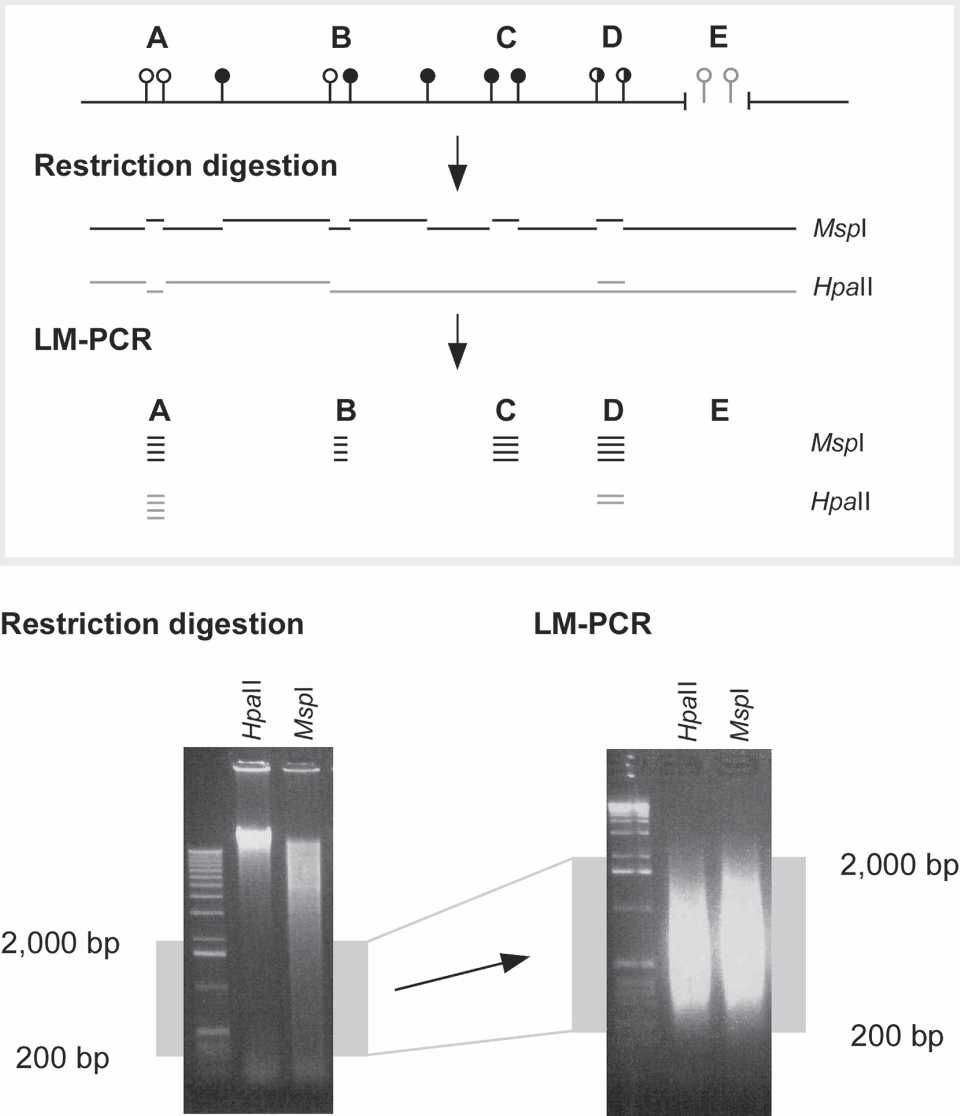 A B C D E
Restriction digestion
MspI
HpaII
LM-PCR
A B C D E
MspI
HpaII
Restriction digestion LM-PCR
HpaII MspI HpaII MspI
2,000 bp
2,000 bp
200 bp
200 bp